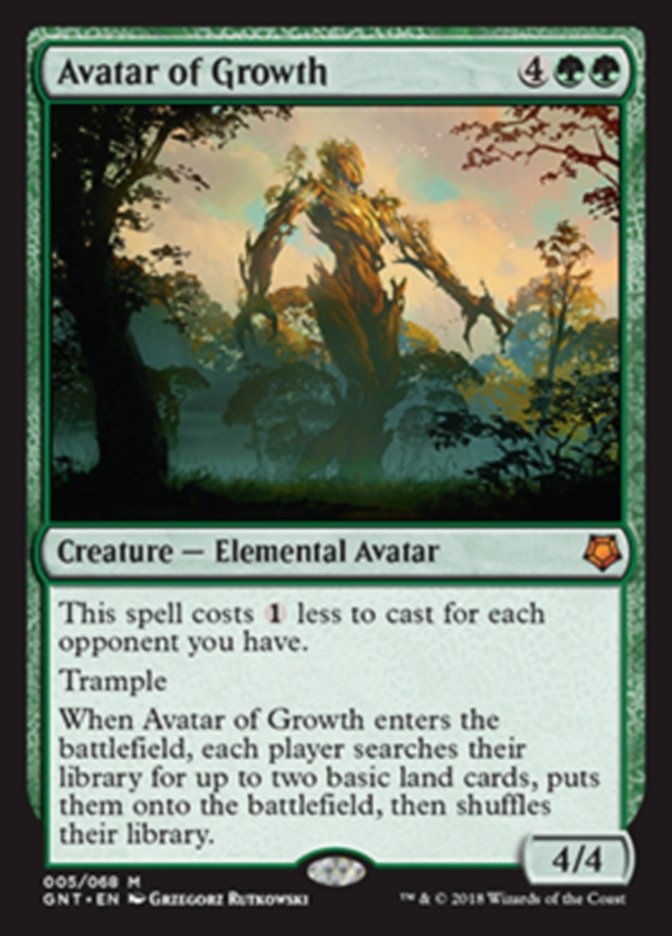 Avatar of Growth 4
Creature — Elemental Avatar
This spell costs 1 less to cast for each
opponent you have.
Trample
When Avatar of Growth enters the
battlefield, each player searches their
library for up to two basic land cards, puts
them onto the battlefield, then shuffles
their library.
4/4
005/068 M
GNT • EN Grzegorz Rutkowski ™ & © 2018 Wizards of the Coast